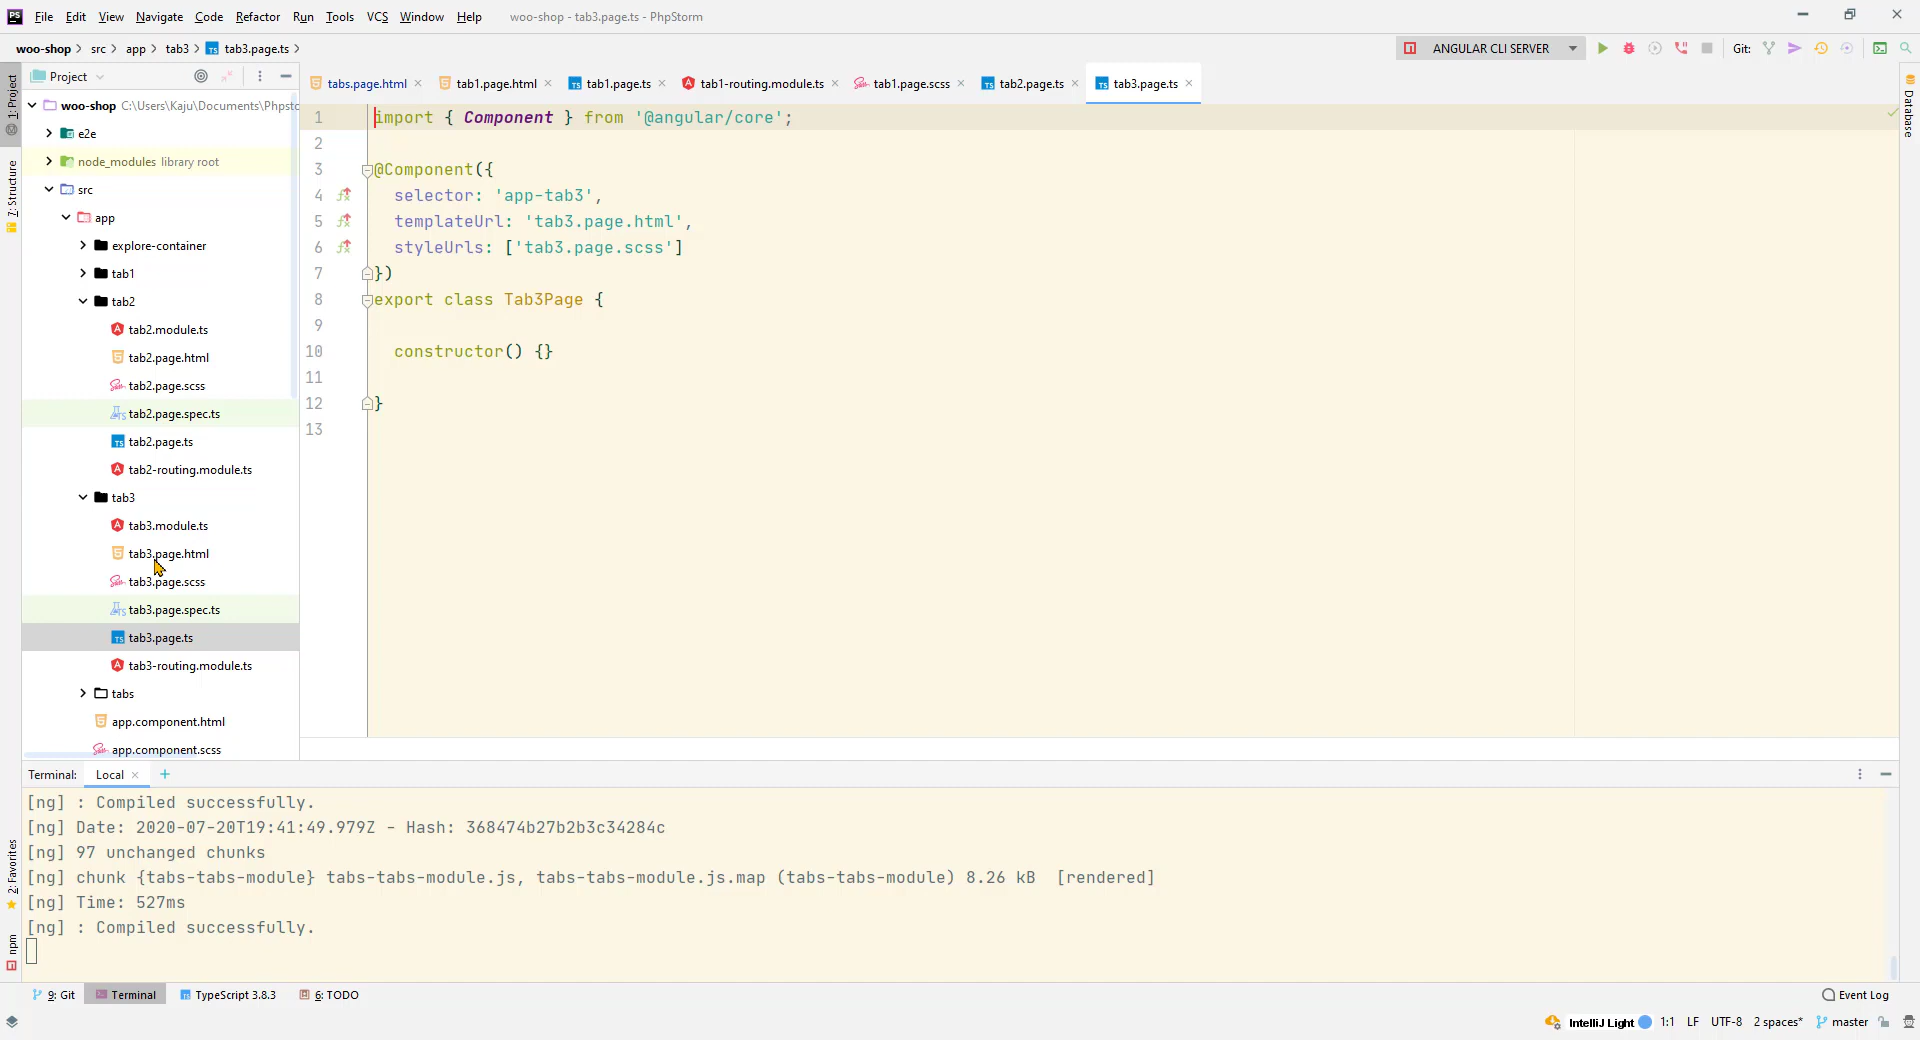 PS File Edit View Navigate Code Refactor Run Tools VCS Window Help woo-shop - tab3.page.ts - PhpStorm
woo-shop src app tab3 tab3.page.ts ANGULAR CLI SERVER Git:
Project
tabs.page.html tab1.page.html tab1.page.ts tab1-routing.module.ts tab1.page.scss tab2.page.ts tab3.page.ts
1: Project
7: Structure
2: Favorites
npm
Database
woo-shop C:\Users\Kaju\Documents\Phpsto
e2e
node_modules library root
src
app
explore-container
tab1
tab2
tab2.module.ts
tab2.page.html
tab2.page.scss
tab2.page.spec.ts
tab2.page.ts
tab2-routing.module.ts
tab3
tab3.module.ts
tab3.page.html
tab3.page.scss
tab3.page.spec.ts
tab3.page.ts
tab3-routing.module.ts
tabs
app.component.html
app.component.scss
1 import { Component } from '@angular/core';
2
3 @Component({
4 selector: 'app-tab3',
5 templateUrl: 'tab3.page.html',
6 styleUrls: ['tab3.page.scss']
7 })
8 export class Tab3Page {
9
10 constructor() {}
11
12 }
13
Terminal: Local
[ng] : Compiled successfully.
[ng] Date: 2020-07-20T19:41:49.979Z - Hash: 368474b27b2b3c34284c
[ng] 97 unchanged chunks
[ng] chunk {tabs-tabs-module} tabs-tabs-module.js, tabs-tabs-module.js.map (tabs-tabs-module) 8.26 kB [rendered]
[ng] Time: 527ms
[ng] : Compiled successfully.
9: Git Terminal TypeScript 3.8.3 6: TODO Event Log
IntelliJ Light 1:1 LF UTF-8 2 spaces* master